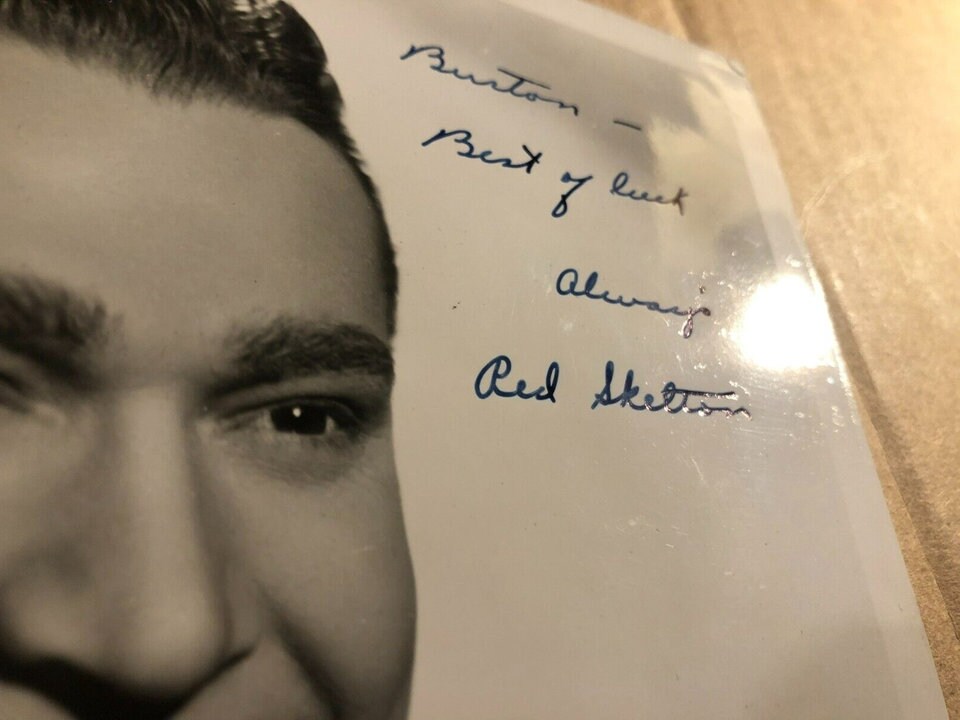 Burton –
Best of luck
Always
Red Skelton